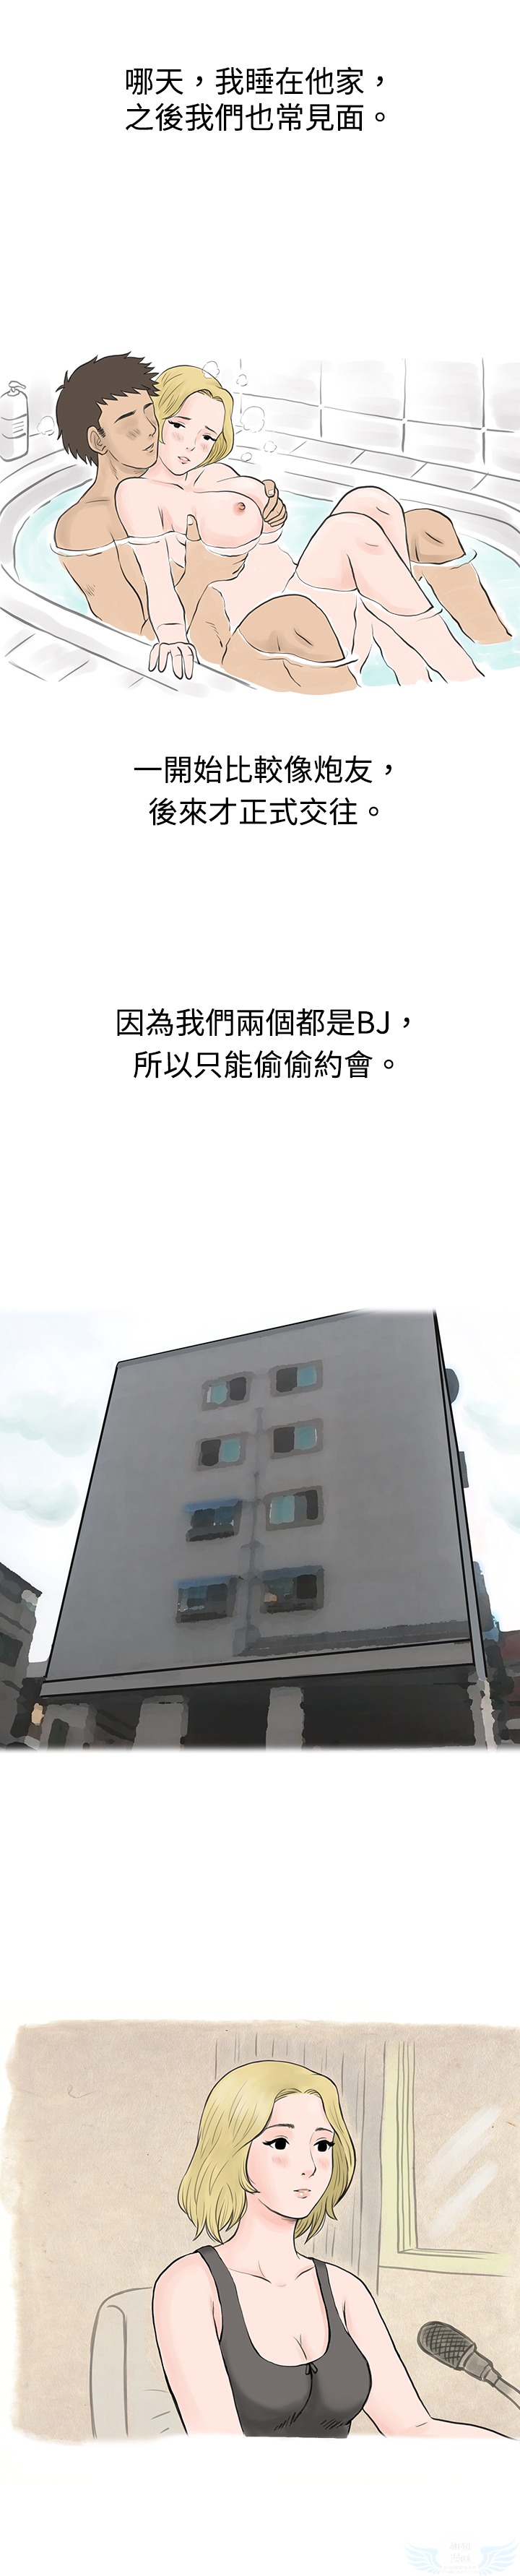 哪天，我睡在他家，
之後我們也常見面。
一開始比較像炮友，
後來才正式交往。
因為我們兩個都是BJ，
所以只能偷偷約會。